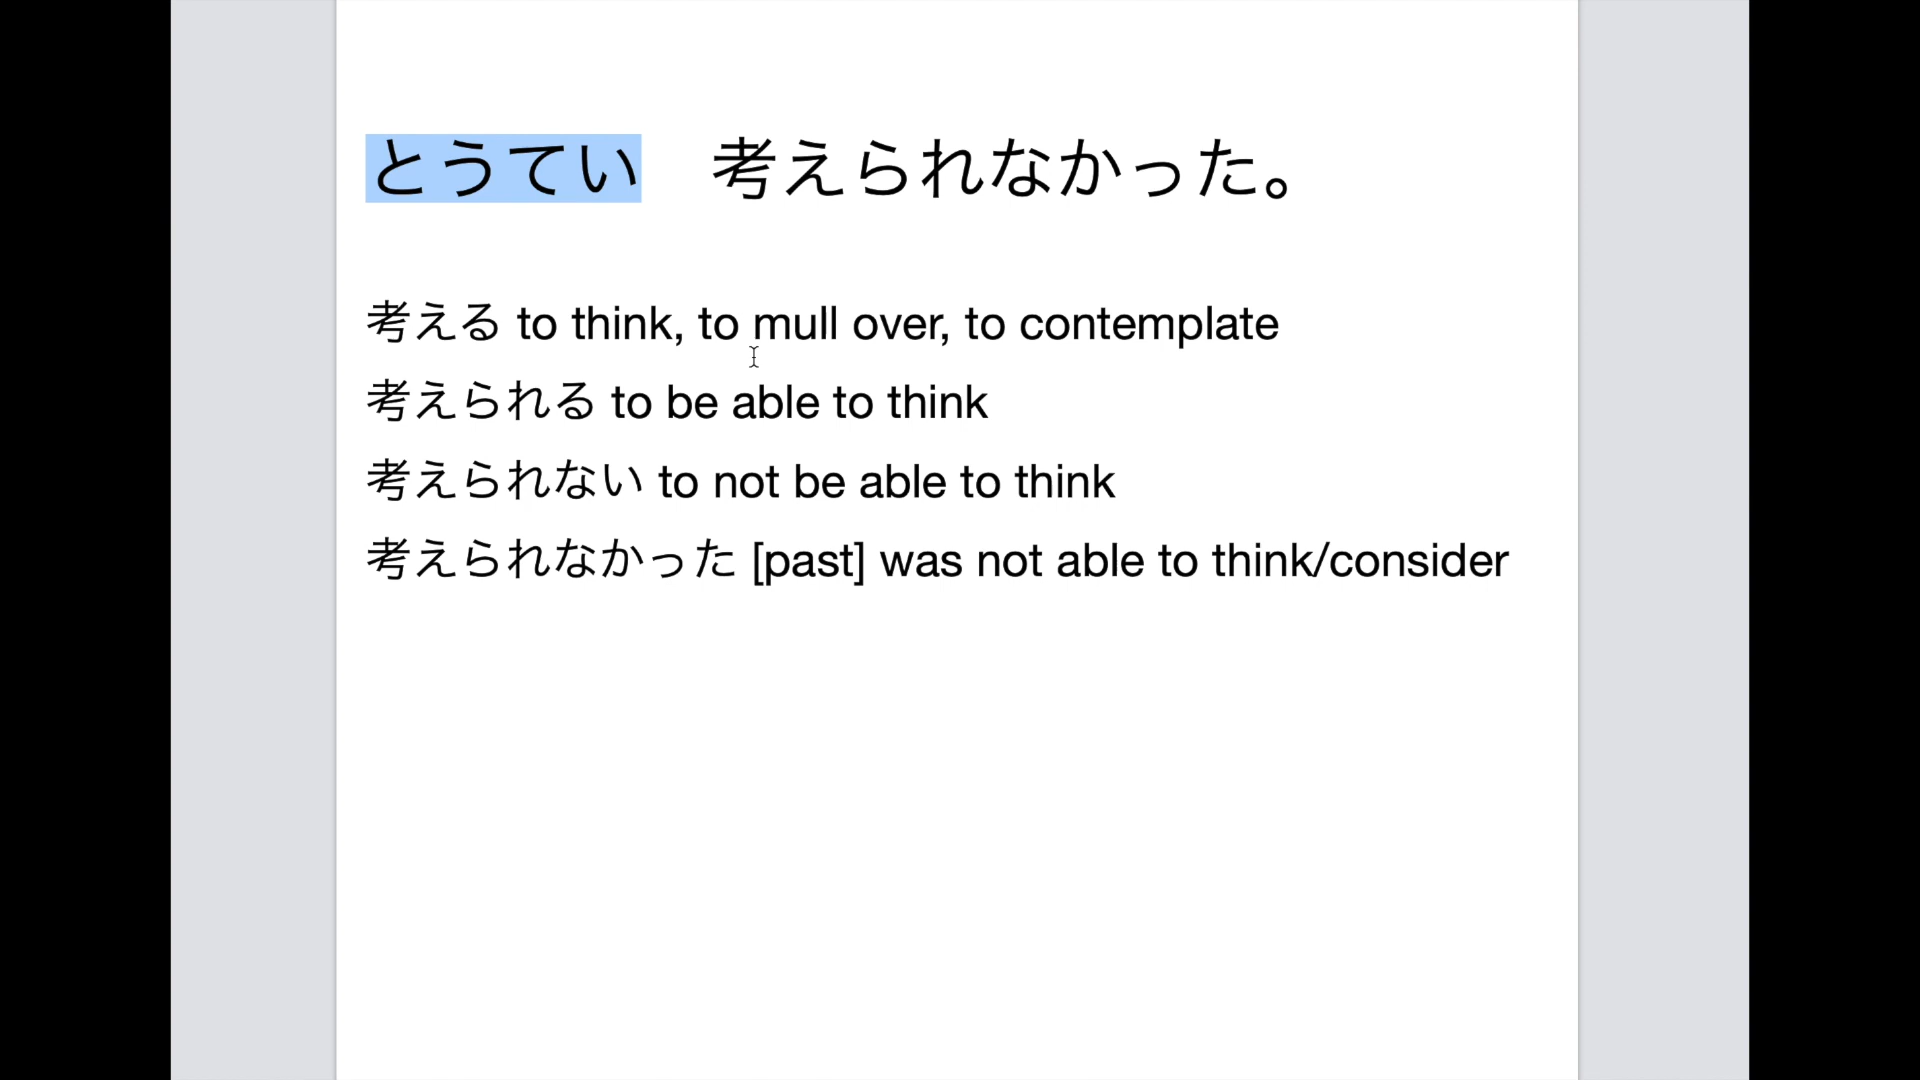 とうてい　考えられなかった。
考える to think, to mull over, to contemplate
考えられる to be able to think
考えられない to not be able to think
考えられなかった [past] was not able to think/consider